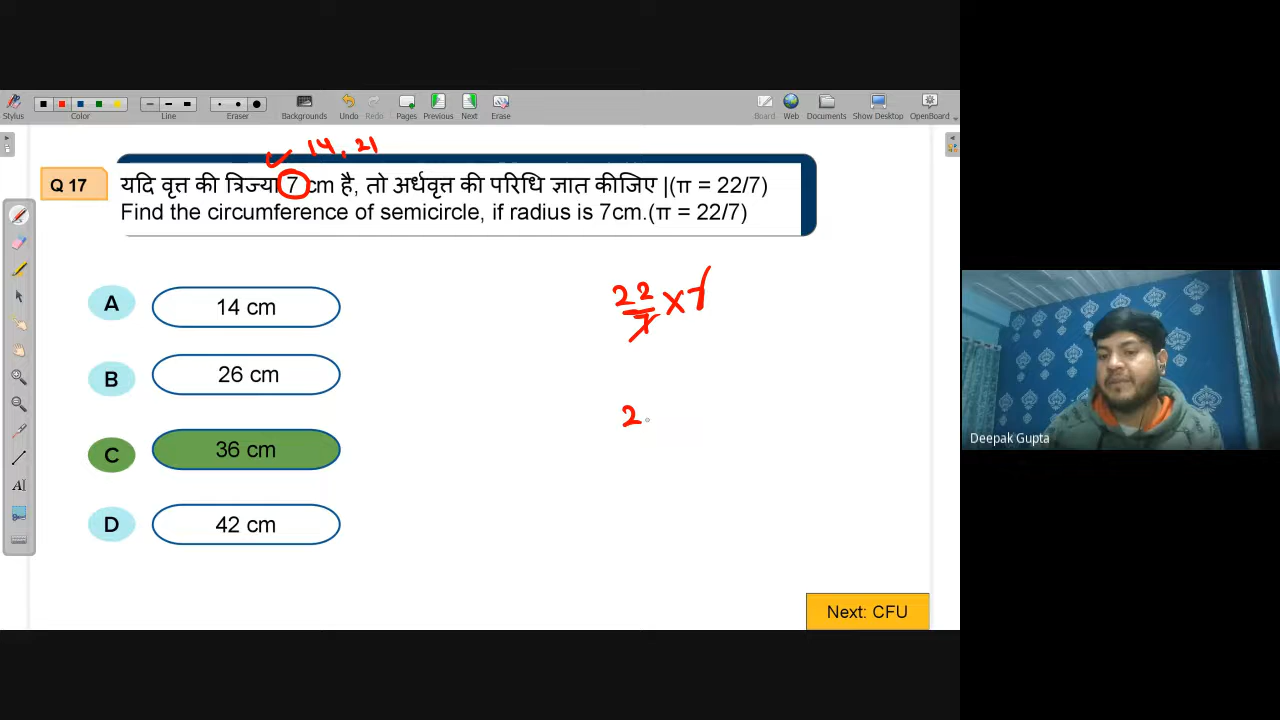 Stylus
Color
Line
Eraser
Backgrounds
Undo
Redo
Pages
Previous
Next
Erase
Board
Web
Documents
Show Desktop
OpenBoard
14, 21
Q 17
यदि वृत्त की त्रिज्या 7 cm है, तो अर्धवृत्त की परिधि ज्ञात कीजिए |(π = 22/7)
Find the circumference of semicircle, if radius is 7cm.(π = 22/7)
A
14 cm
B
26 cm
C
36 cm
D
42 cm
22/7 × 7
2
Next: CFU
Deepak Gupta